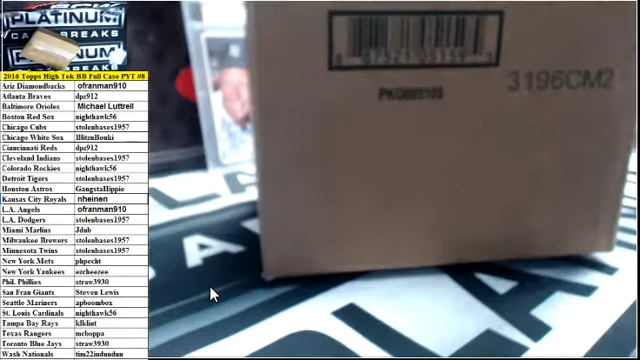 PLATINUM
2016 Topps High Tek BB Full Case PYT #8
Ariz Diamondbacks ofranman910
Atlanta Braves dpz912
Baltimore Orioles Michael Luttrell
Boston Red Sox nighthawk56
Chicago Cubs stolenbases1957
Chicago White Sox BlitznBouki
Cinncinati Reds dpz912
Cleveland Indians stolenbases1957
Colorado Rockies nighthawk56
Detroit Tigers stolenbases1957
Houston Astros GangstaHippie
Kansas City Royals nheinen
L.A. Angels ofranman910
L.A. Dodgers stolenbases1957
Miami Marlins Jdub
Milwaukee Brewers stolenbases1957
Minnesota Twins stolenbases1957
New York Mets phpecht
New York Yankees ezcheezee
Phil. Phillies straw3930
San Fran Giants Steven Lewis
Seattle Mariners apboombox
St. Louis Cardinals nighthawk56
Tampa Bay Rays klklint
Texas Rangers mcboppa
Toronto Blue Jays straw3930
Wash Nationals tim22indundun
3196CM2